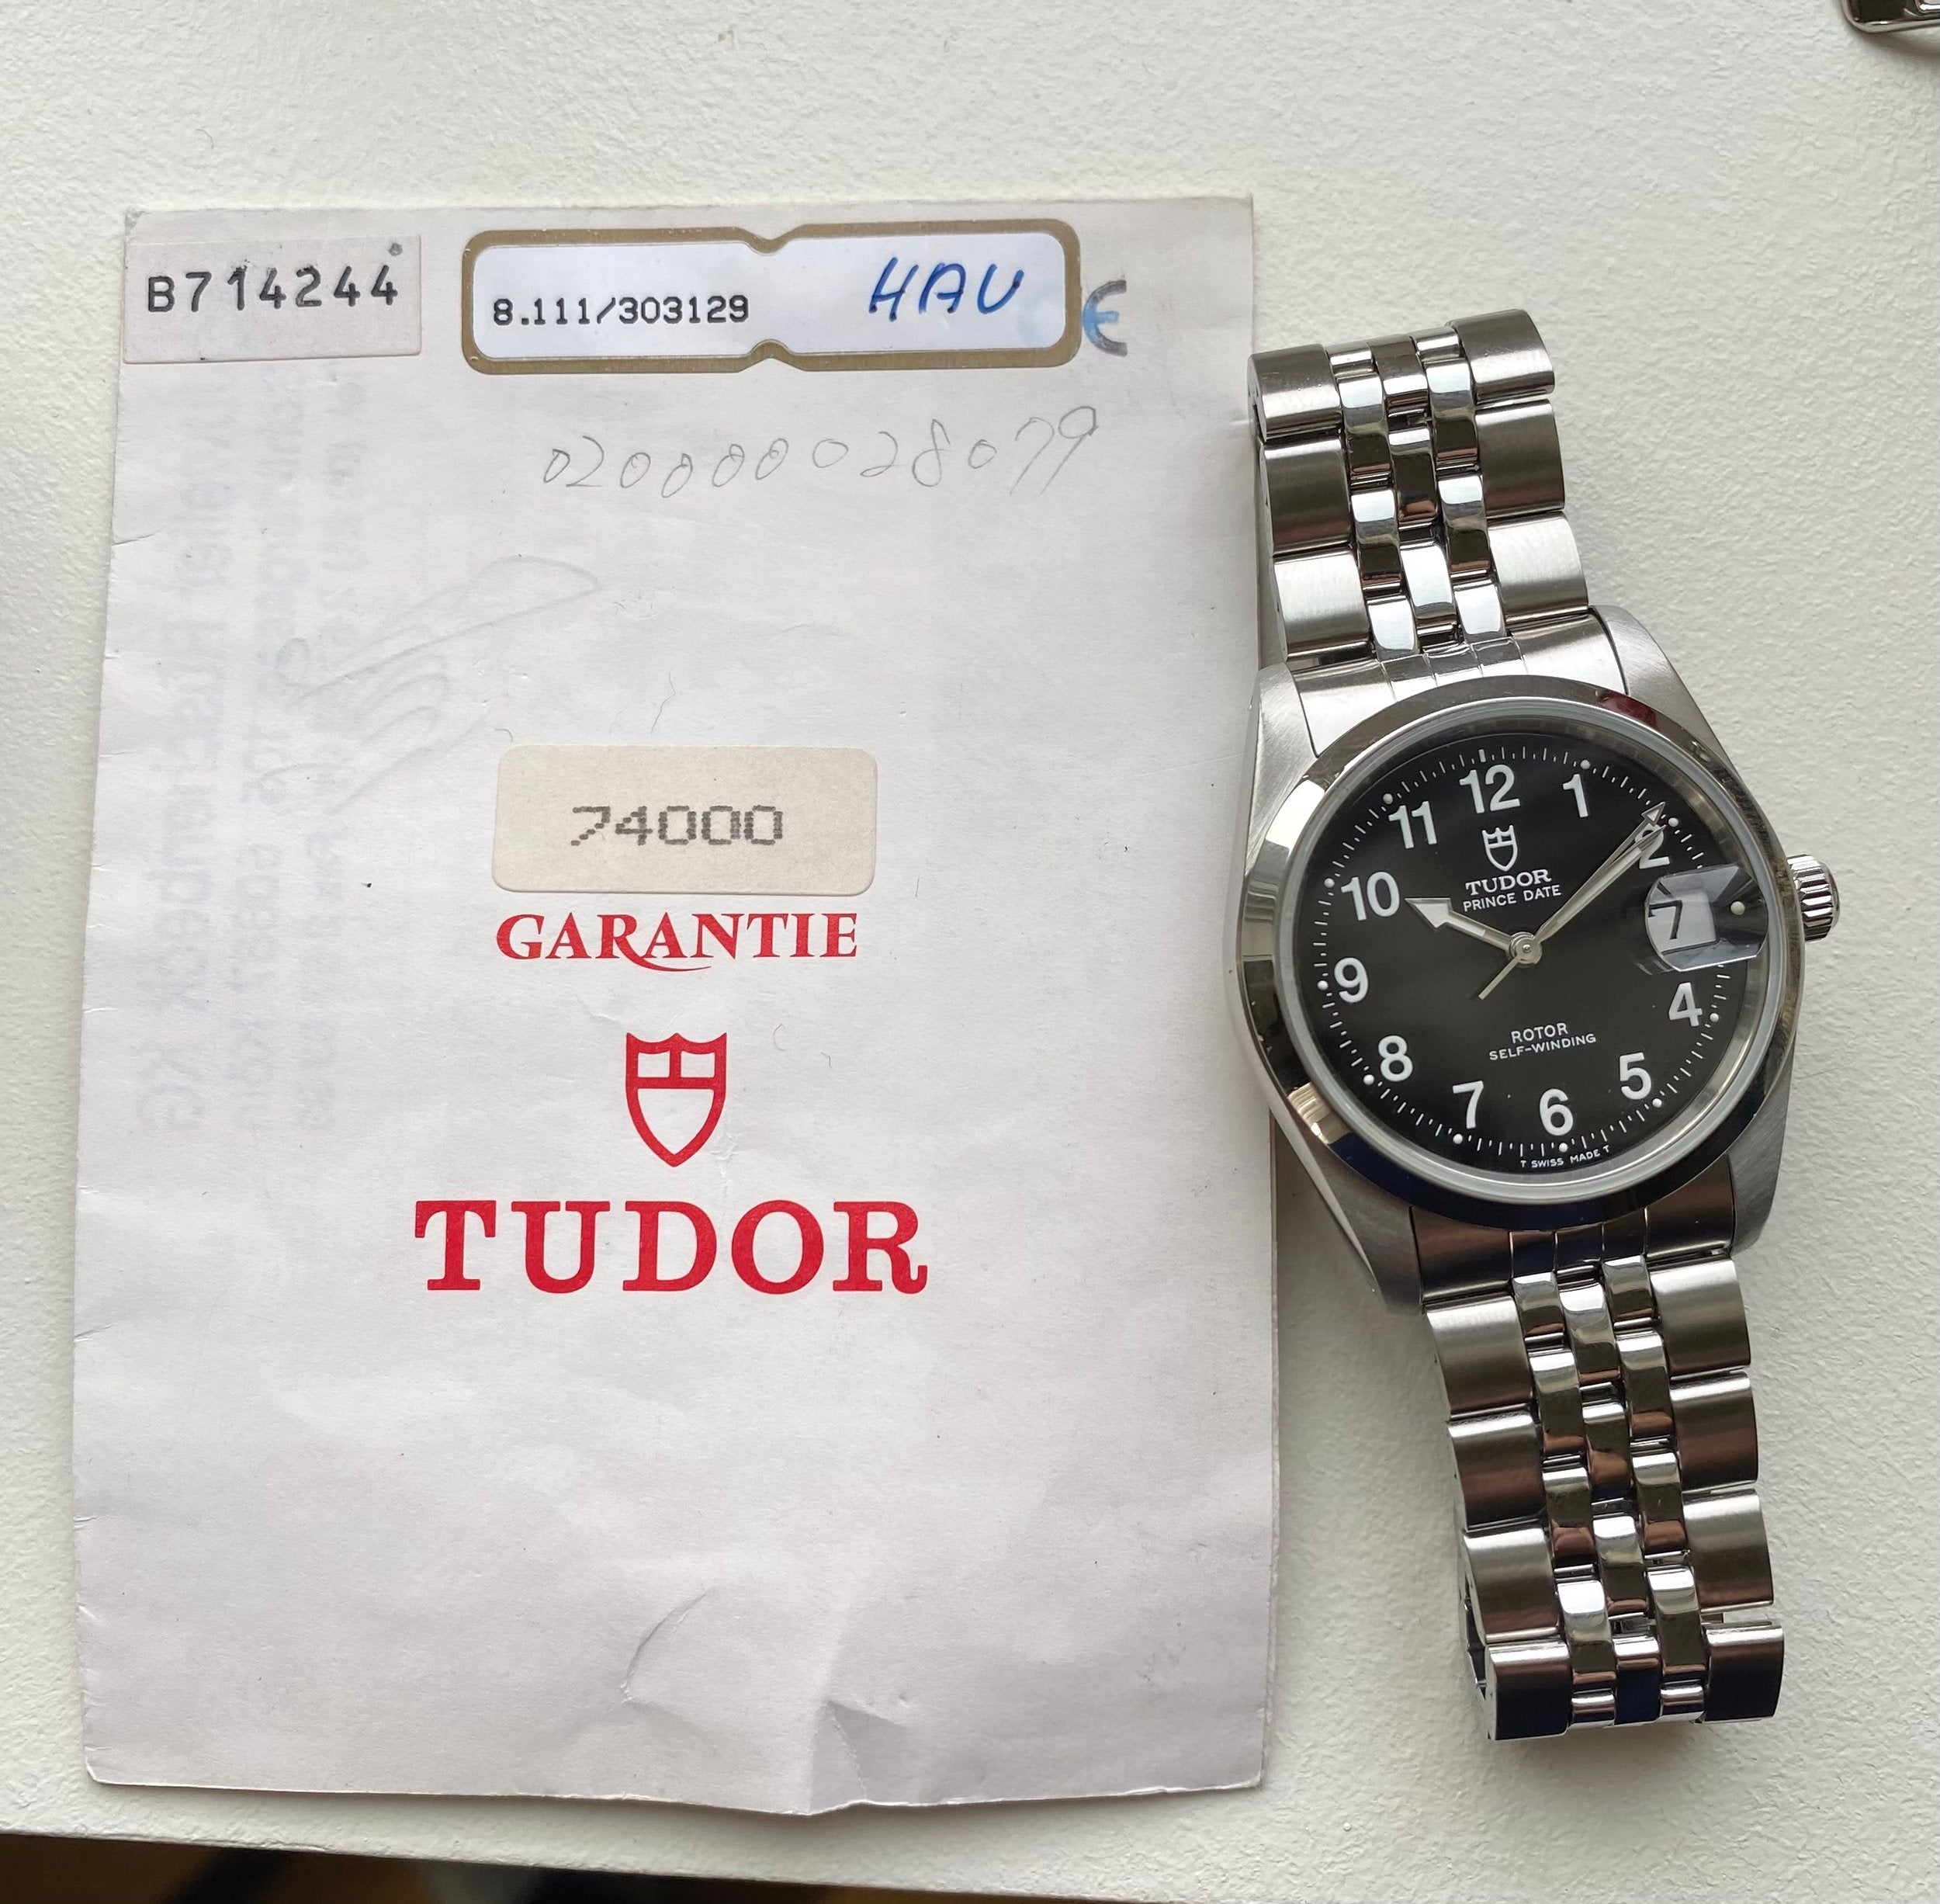 B714244
8.111/303129 HAU
€
020000028079
74000
GARANTIE
TUDOR
12
1
2
7
4
5
6
7
8
9
10
11
TUDOR
PRINCE DATE
ROTOR
SELF-WINDING
T SWISS MADE T